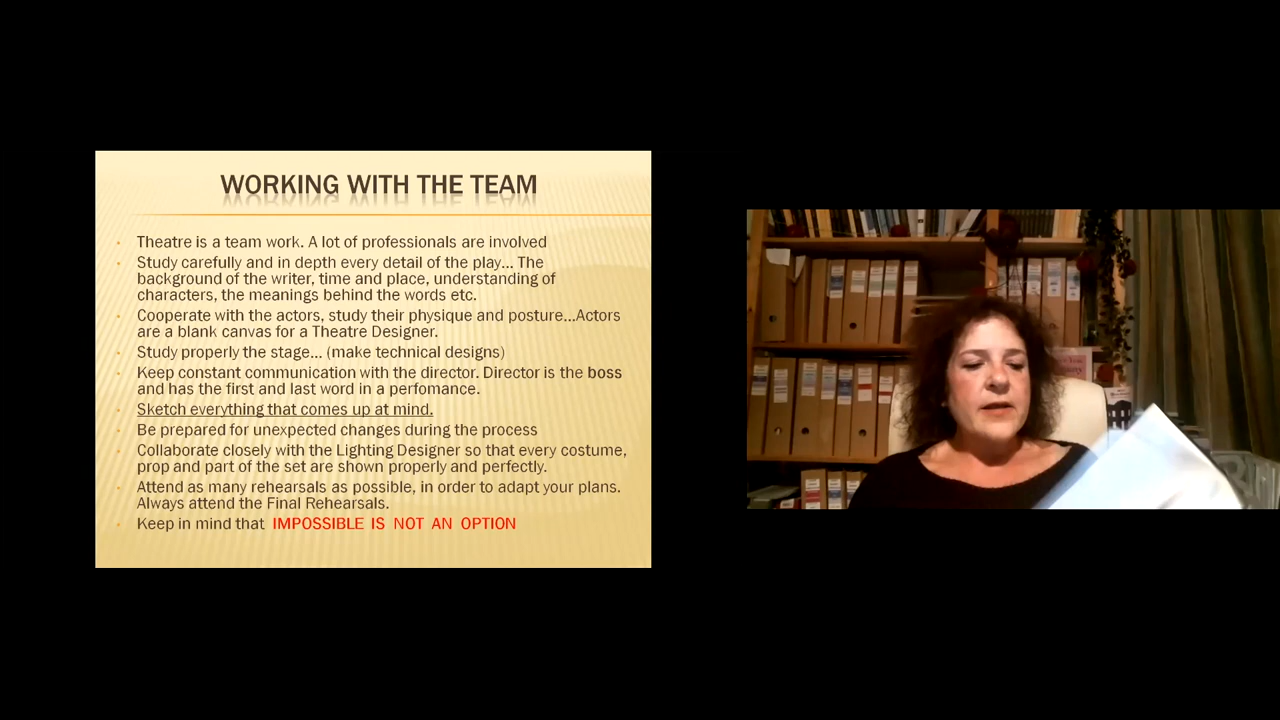 WORKING WITH THE TEAM
Theatre is a team work. A lot of professionals are involved
Study carefully and in depth every detail of the play... The
background of the writer, time and place, understanding of
characters, the meanings behind the words etc.
Cooperate with the actors, study their physique and posture...Actors
are a blank canvas for a Theatre Designer.
Study properly the stage... (make technical designs)
Keep constant communication with the director. Director is the boss
and has the first and last word in a perfomance.
Sketch everything that comes up at mind.
Be prepared for unexpected changes during the process
Collaborate closely with the Lighting Designer so that every costume,
prop and part of the set are shown properly and perfectly.
Attend as many rehearsals as possible, in order to adapt your plans.
Always attend the Final Rehearsals.
Keep in mind that IMPOSSIBLE IS NOT AN OPTION